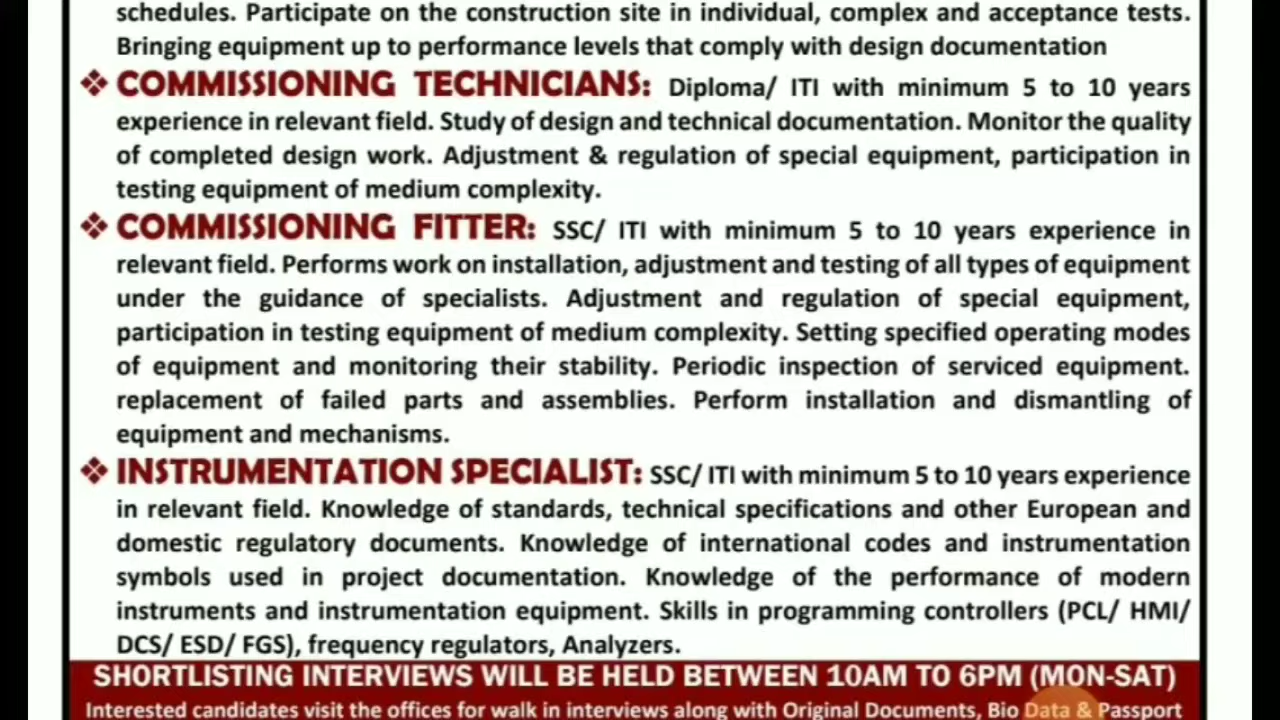 schedules. Participate on the construction site in individual, complex and acceptance tests.
Bringing equipment up to performance levels that comply with design documentation
❖ COMMISSIONING TECHNICIANS: Diploma/ ITI with minimum 5 to 10 years
experience in relevant field. Study of design and technical documentation. Monitor the quality
of completed design work. Adjustment & regulation of special equipment, participation in
testing equipment of medium complexity.
❖ COMMISSIONING FITTER: SSC/ ITI with minimum 5 to 10 years experience in
relevant field. Performs work on installation, adjustment and testing of all types of equipment
under the guidance of specialists. Adjustment and regulation of special equipment,
participation in testing equipment of medium complexity. Setting specified operating modes
of equipment and monitoring their stability. Periodic inspection of serviced equipment.
replacement of failed parts and assemblies. Perform installation and dismantling of
equipment and mechanisms.
❖ INSTRUMENTATION SPECIALIST: SSC/ ITI with minimum 5 to 10 years experience
in relevant field. Knowledge of standards, technical specifications and other European and
domestic regulatory documents. Knowledge of international codes and instrumentation
symbols used in project documentation. Knowledge of the performance of modern
instruments and instrumentation equipment. Skills in programming controllers (PCL/ HMI/
DCS/ ESD/ FGS), frequency regulators, Analyzers.
SHORTLISTING INTERVIEWS WILL BE HELD BETWEEN 10AM TO 6PM (MON-SAT)
Interested candidates visit the offices for walk in interviews along with Original Documents, Bio Data & Passport